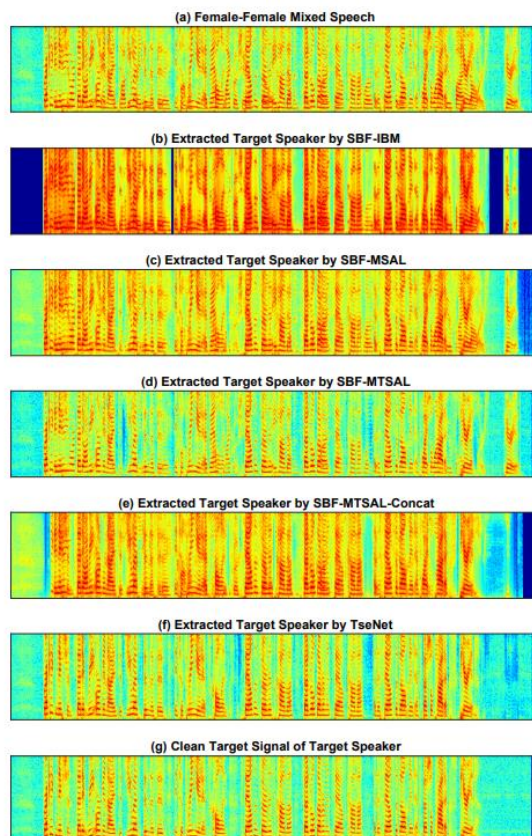 (a) Female-Female Mixed Speech
(b) Extracted Target Speaker by SBF-IBM
(c) Extracted Target Speaker by SBF-MSAL
(d) Extracted Target Speaker by SBF-MTSAL
(e) Extracted Target Speaker by SBF-MTSAL-Concat
(f) Extracted Target Speaker by TseNet
(g) Clean Target Signal of Target Speaker